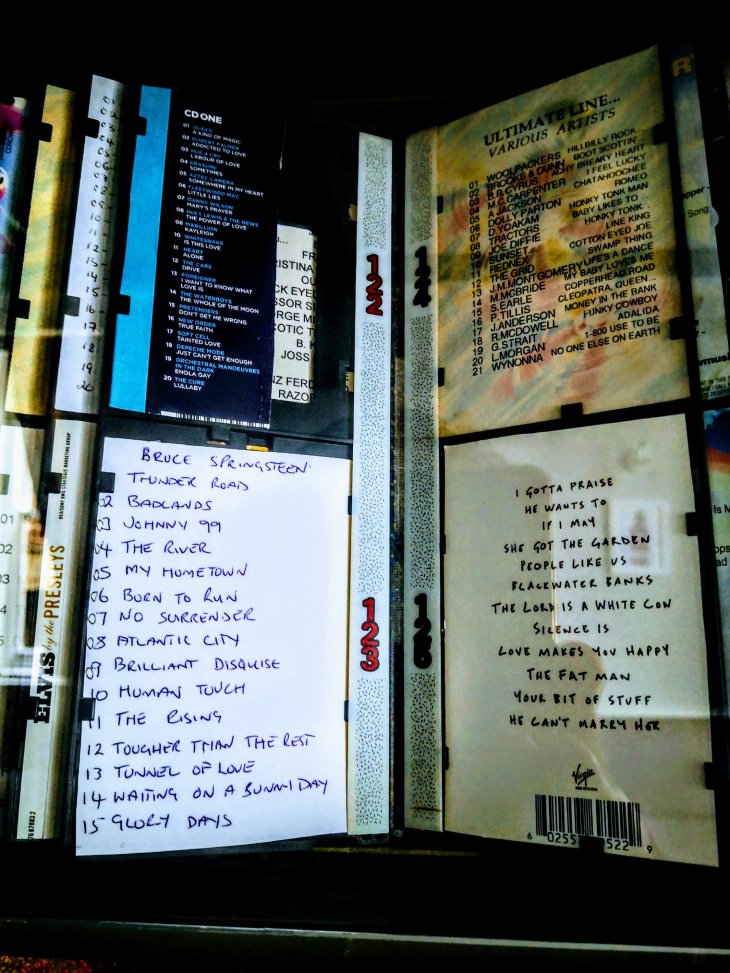 CD ONE
01 QUEEN
A KIND OF MAGIC
02 ROBERT PALMER
ADDICTED TO LOVE
03 HUE & CRY
LABOUR OF LOVE
04 ERASURE
SOMETIMES
05 AZTEC CAMERA
SOMEWHERE IN MY HEART
06 FLEETWOOD MAC
LITTLE LIES
07 DANNY WILSON
MARY'S PRAYER
08 HUEY LEWIS & THE NEWS
THE POWER OF LOVE
09 MARILLION
KAYLEIGH
10 WHITESNAKE
IS THIS LOVE
11 HEART
ALONE
12 THE CARS
DRIVE
13 FOREIGNER
I WANT TO KNOW WHAT
LOVE IS
14 THE WATERBOYS
THE WHOLE OF THE MOON
15 PRETENDERS
DON'T GET ME WRONG
16 NEW ORDER
TRUE FAITH
17 SOFT CELL
TAINTED LOVE
18 DEPECHE MODE
JUST CAN'T GET ENOUGH
19 ORCHESTRAL MANOEUVRES
IN THE DARK
ENOLA GAY
20 THE CURE
LULLABY
122
124
ULTIMATE LINE...
VARIOUS ARTISTS
01 WOOLPACKERS HILLBILLY ROCK
02 BROOKS & DUNN BOOT SCOOTIN'
03 B.R.CYRUS ACHY BREAKY HEART
04 M.C.CARPENTER I FEEL LUCKY
05 A.JACKSON CHATAHOOCHEE
06 DOLLY PARTON ROMEO
07 D.YOAKAM HONKY TONK MAN
08 TRACTORS BABY LIKES TO ...
09 JOE DIFFIE HONKY TONK ...
10 SUNSET LINE KING
11 REDNEX COTTON EYED JOE
12 THE GRID SWAMP THING
13 J.M.MONTGOMERY LIFE'S A DANCE
14 M.MCBRIDE MY BABY LOVES ME
15 S.EARLE COPPERHEAD ROAD
16 P.TILLIS CLEOPATRA, QUEEN...
17 J.ANDERSON MONEY IN THE BANK
18 R.MCDOWELL FUNKY COWBOY
19 G.STRAIT ADALIDA
20 L.MORGAN 1-800 USE TO BE
21 WYNONNA NO ONE ELSE ON EARTH
ELVIS by the PRESLEYS
BRUCE SPRINGSTEEN.
THUNDER ROAD
02 BADLANDS
03 JOHNNY 99
04 THE RIVER
05 MY HOMETOWN
06 BORN TO RUN
07 NO SURRENDER
08 ATLANTIC CITY
09 BRILLIANT DISGUISE
10 HUMAN TOUCH
11 THE RISING
12 TOUGHER THAN THE REST
13 TUNNEL OF LOVE
14 WAITING ON A SUNNY DAY
15 GLORY DAYS
123
125
I GOTTA PRAISE
HE WANTS TO
IF I MAY
SHE GOT THE GARDEN
PEOPLE LIKE US
BLACKWATER BANKS
THE LORD IS A WHITE CON
SILENCE IS
LOVE MAKES YOU HAPPY
THE FAT MAN
YOUR BIT OF STUFF
HE CAN'T MARRY HER
Virgin
6 0255 522 9